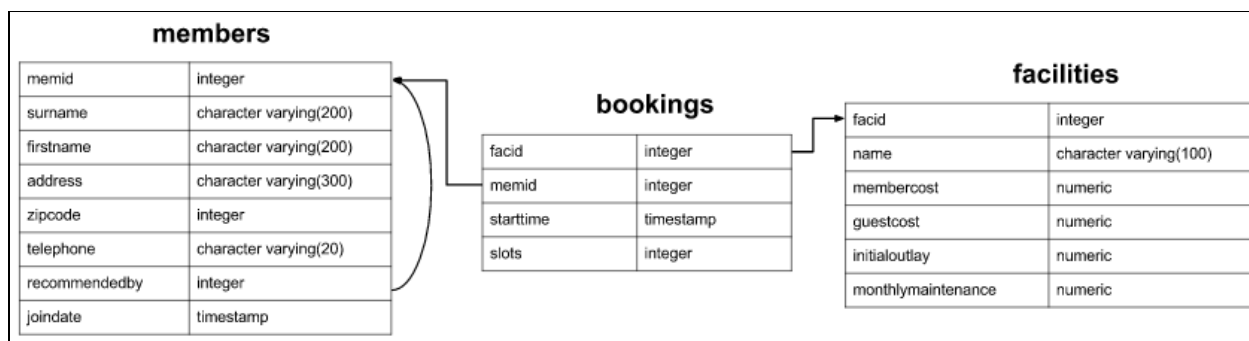 members
memid integer
surname character varying(200)
firstname character varying(200)
address character varying(300)
zipcode integer
telephone character varying(20)
recommendedby integer
joindate timestamp
bookings
facid integer
memid integer
starttime timestamp
slots integer
facilities
facid integer
name character varying(100)
membercost numeric
guestcost numeric
initialoutlay numeric
monthlymaintenance numeric